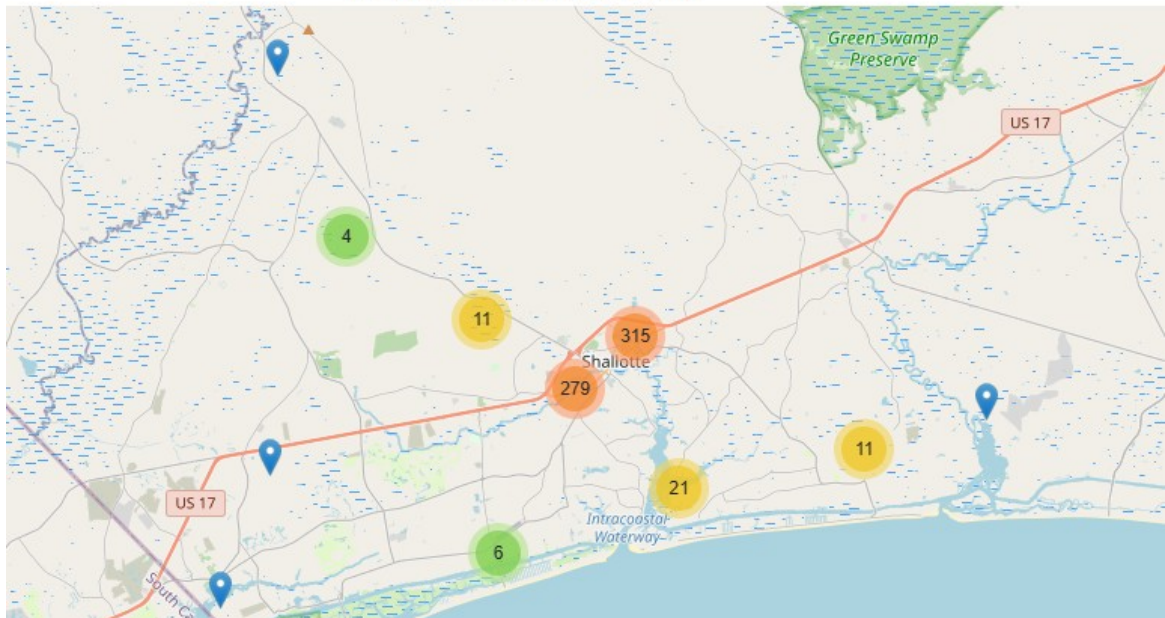 Green Swamp
Preserve
US 17
4
11
315
Shallotte
279
11
21
US 17
Intracoastal
Waterway
6
South Ca